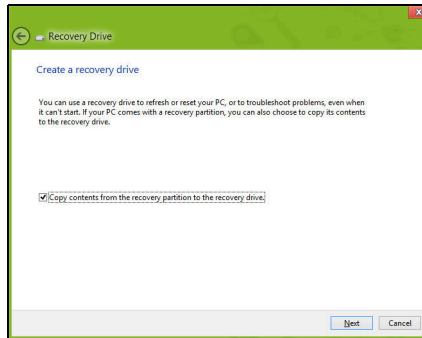 Recovery Drive
Create a recovery drive
You can use a recovery drive to refresh or reset your PC, or to troubleshoot problems, even when
it can't start. If your PC comes with a recovery partition, you can also choose to copy its contents
to the recovery drive.
Copy contents from the recovery partition to the recovery drive.
Next Cancel